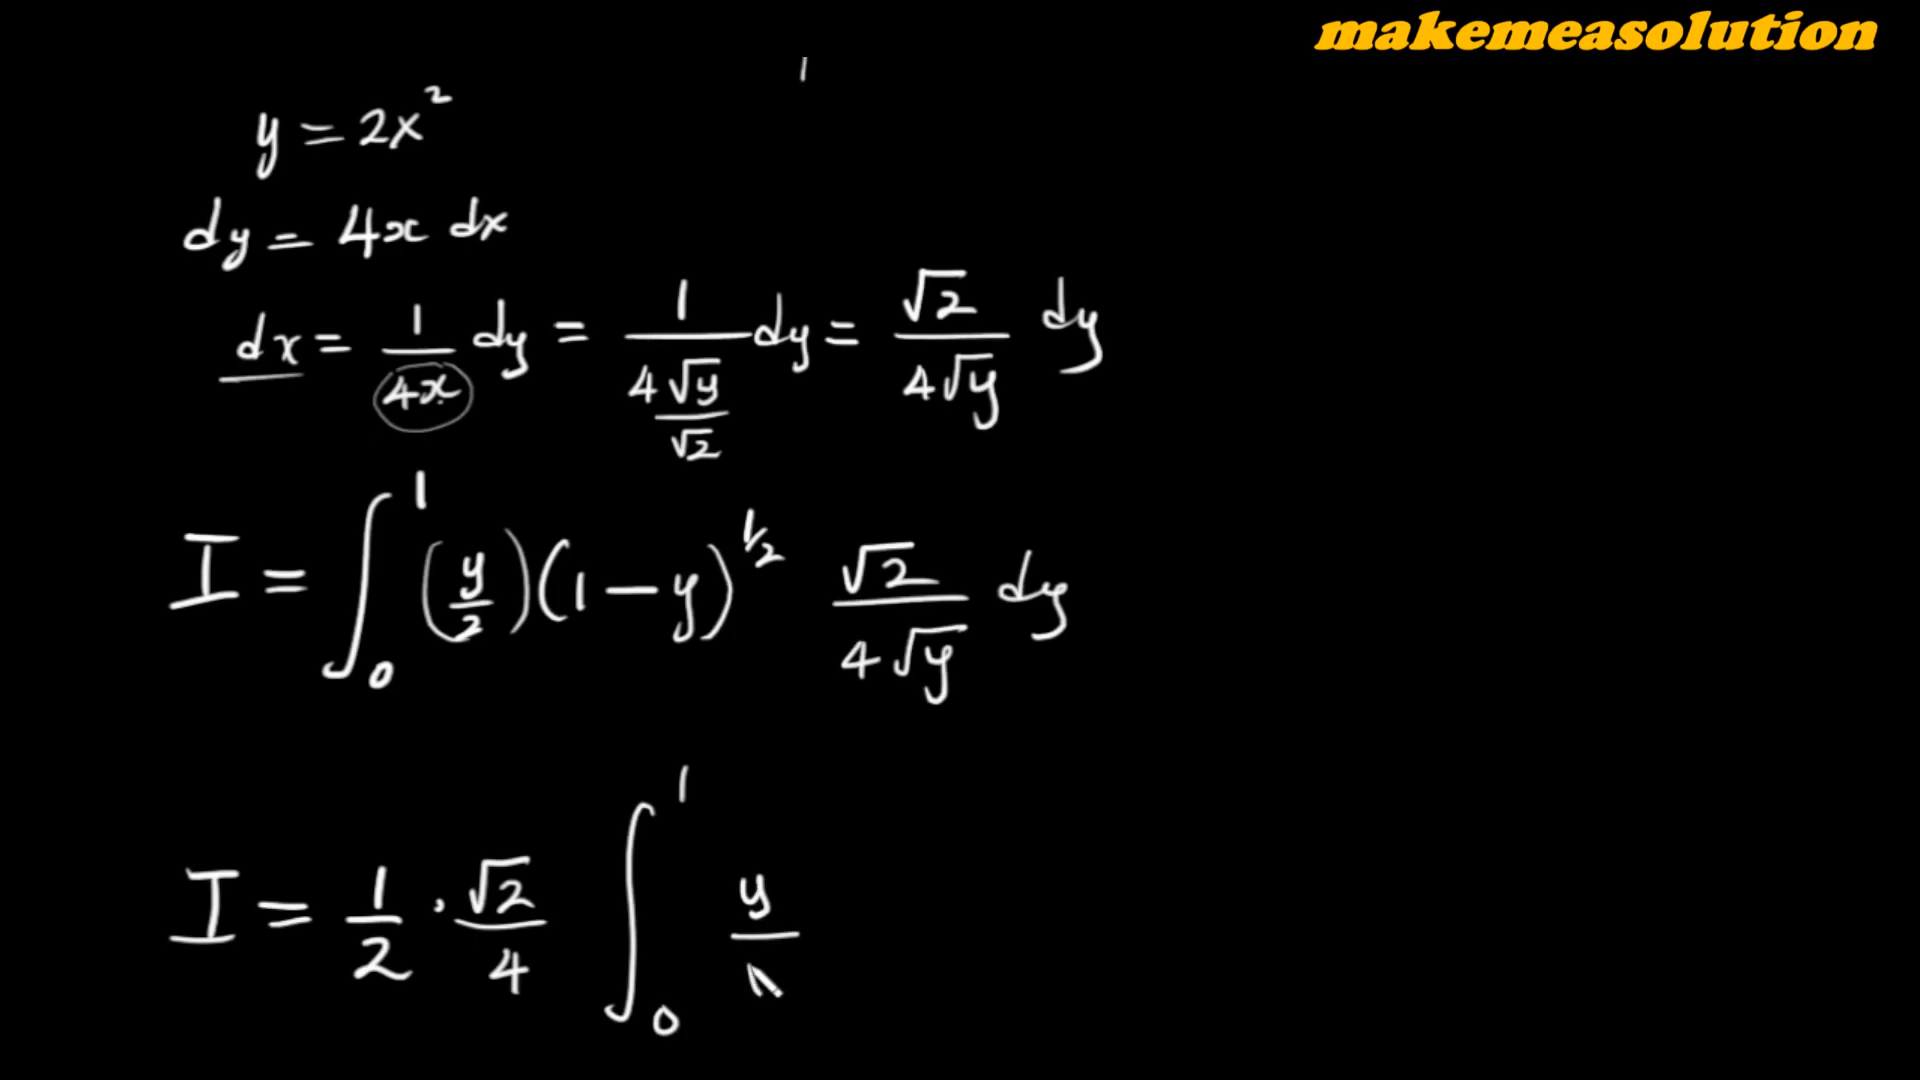 makemeasolution
y = 2x²
dy = 4x dx
dx = 1/(4x) dy = 1/(4 √y/√2) dy = √2/(4√y) dy
I = ∫₀¹ (y/2)(1 − y)^(1/2) √2/(4√y) dy
I = 1/2 · √2/4 ∫₀¹ y